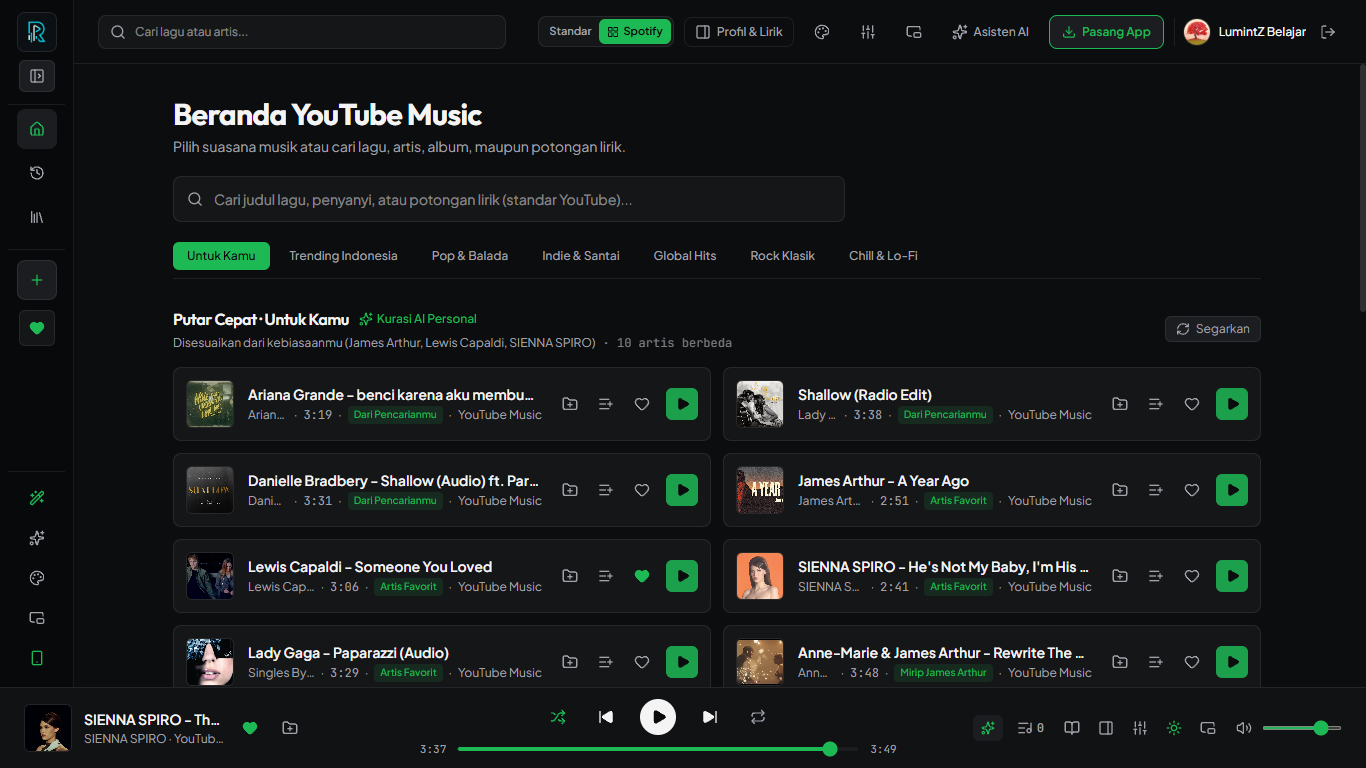 Cari lagu atau artis...
Standar Spotify Profil & Lirik Asisten AI Pasang App LumintZ Belajar
Beranda YouTube Music
Pilih suasana musik atau cari lagu, artis, album, maupun potongan lirik.
Cari judul lagu, penyanyi, atau potongan lirik (standar YouTube)...
Untuk Kamu Trending Indonesia Pop & Balada Indie & Santai Global Hits Rock Klasik Chill & Lo-Fi
Putar Cepat · Untuk Kamu Kurasi AI Personal
Disesuaikan dari kebiasaanmu (James Arthur, Lewis Capaldi, SIENNA SPIRO) · 10 artis berbeda
Segarkan
Ariana Grande - benci karena aku membu...
Arian... · 3:19 · Dari Pencarianmu · YouTube Music
Shallow (Radio Edit)
Lady ... · 3:38 · Dari Pencarianmu · YouTube Music
SHALLOW
Danielle Bradbery - Shallow (Audio) ft. Par...
Dani... · 3:31 · Dari Pencarianmu · YouTube Music
A YEAR
James Arthur - A Year Ago
James Art... · 2:51 · Artis Favorit · YouTube Music
Lewis Capaldi - Someone You Loved
Lewis Cap... · 3:06 · Artis Favorit · YouTube Music
SIENNA SPIRO - He's Not My Baby, I'm His ...
SIENNA S... · 2:41 · Artis Favorit · YouTube Music
Lady Gaga - Paparazzi (Audio)
Singles By... · 3:29 · Artis Favorit · YouTube Music
Anne-Marie & James Arthur - Rewrite The ...
Ann... · 3:48 · Mirip James Arthur · YouTube Music
SIENNA SPIRO - Th...
SIENNA SPIRO · YouTub...
3:37 3:49
0